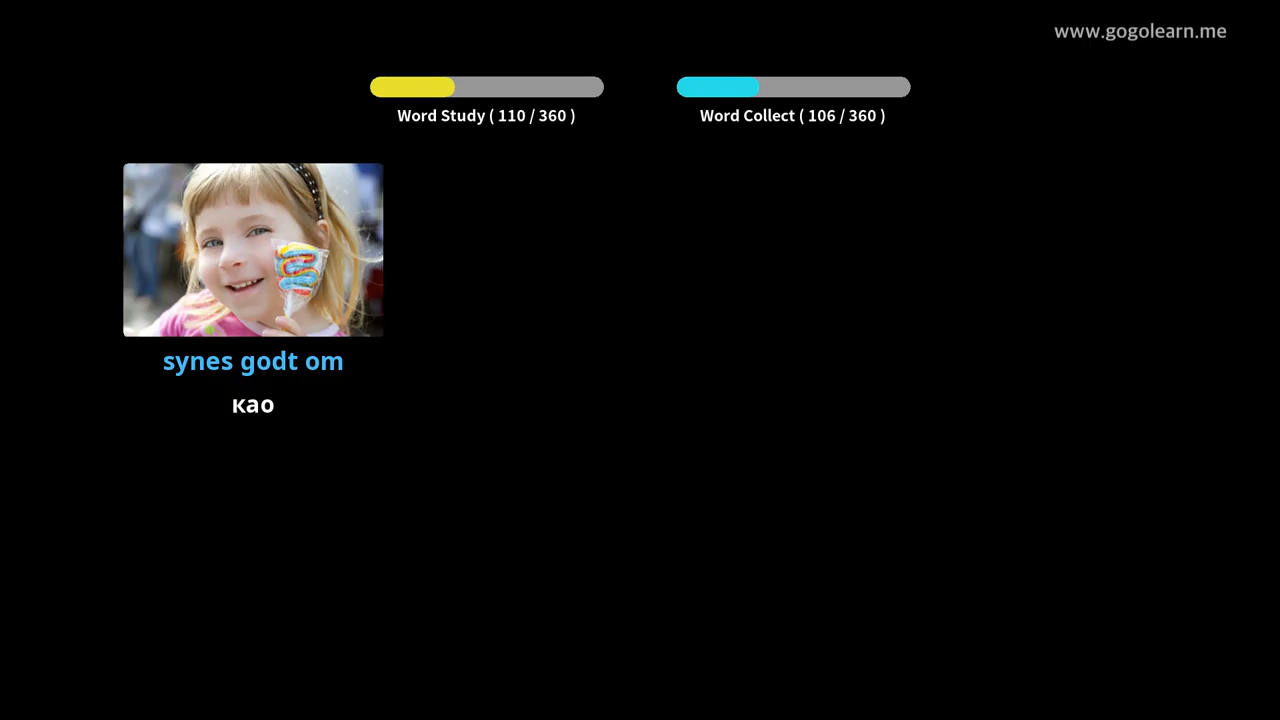 www.gogolearn.me
Word Study ( 110 / 360 )
Word Collect ( 106 / 360 )
synes godt om
као